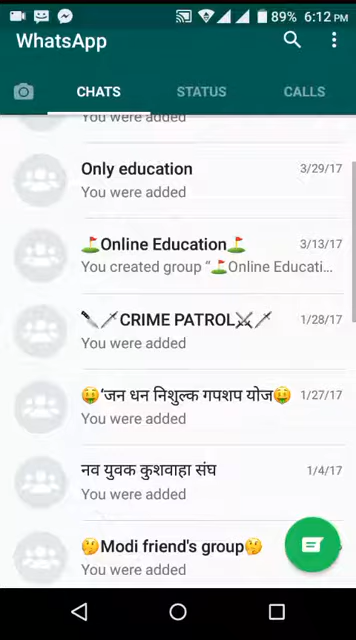 89% 6:12 PM
WhatsApp
CHATS STATUS CALLS
You were added
Only education 3/29/17
You were added
⛳Online Education⛳ 3/13/17
You created group “⛳Online Educati...
🔪🗡CRIME PATROL⚔🗡 1/28/17
You were added
🤑‘जन धन निशुल्क गपशप योज🤑 1/27/17
You were added
नव युवक कुशवाहा संघ 1/4/17
You were added
🤔Modi friend's group🤔
You were added